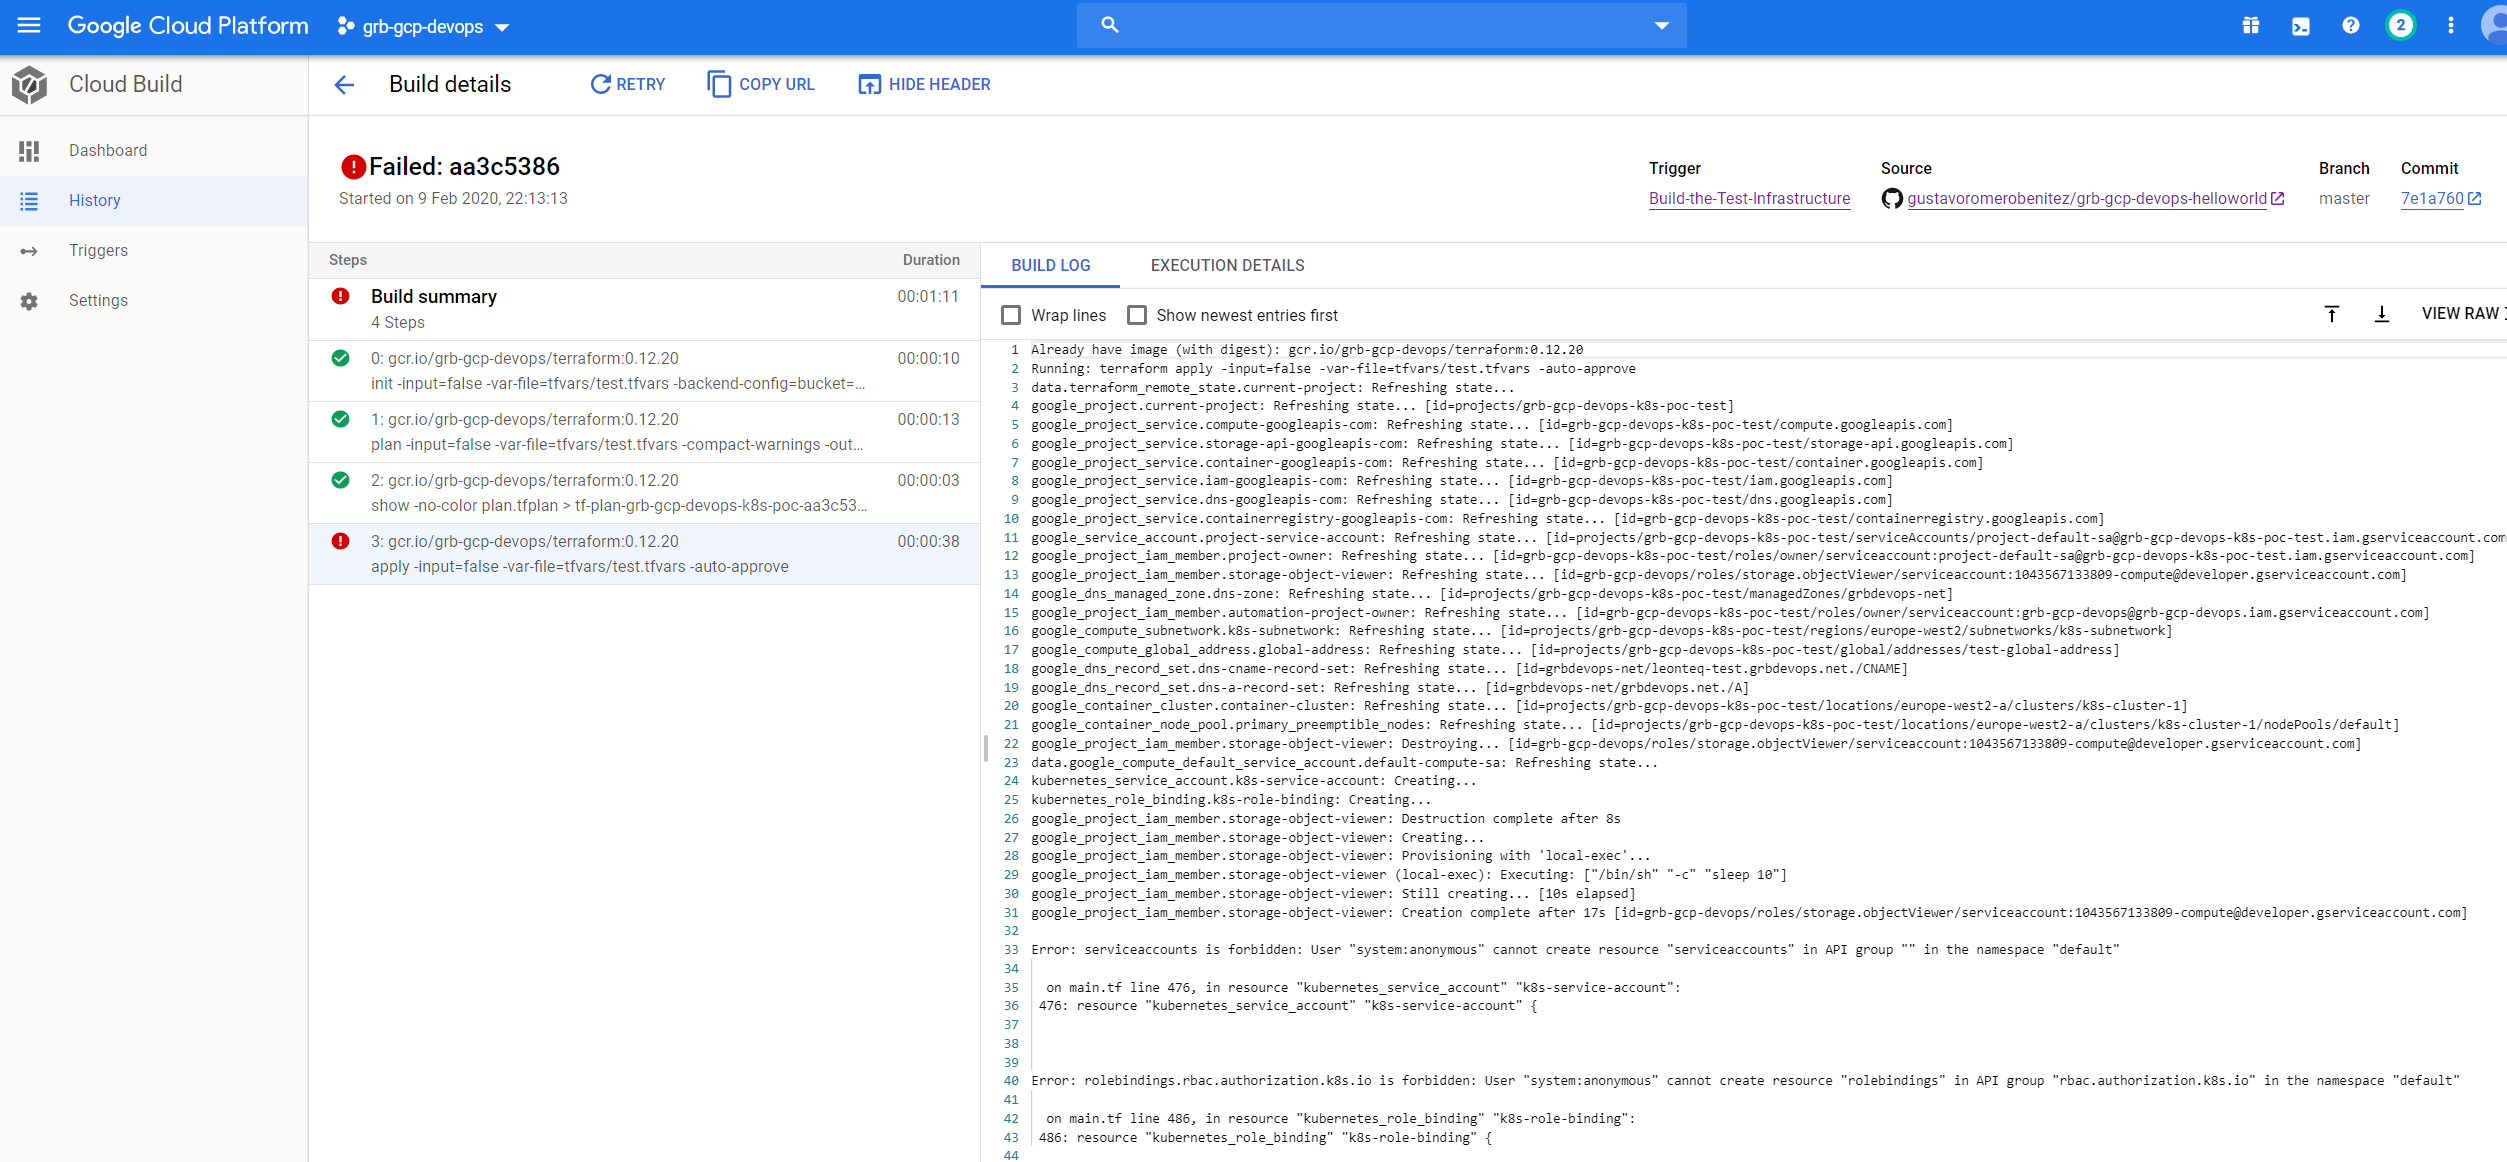 Google Cloud Platform
grb-gcp-devops
2
Cloud Build
Build details
RETRY
COPY URL
HIDE HEADER
Dashboard
History
Triggers
Settings
Failed: aa3c5386
Started on 9 Feb 2020, 22:13:13
Trigger
Build-the-Test-Infrastructure
Source
gustavoromerobenitez/grb-gcp-devops-helloworld
Branch
master
Commit
7e1a760
Steps Duration
Build summary 00:01:11
4 Steps
0: gcr.io/grb-gcp-devops/terraform:0.12.20 00:00:10
init -input=false -var-file=tfvars/test.tfvars -backend-config=bucket=...
1: gcr.io/grb-gcp-devops/terraform:0.12.20 00:00:13
plan -input=false -var-file=tfvars/test.tfvars -compact-warnings -out...
2: gcr.io/grb-gcp-devops/terraform:0.12.20 00:00:03
show -no-color plan.tfplan > tf-plan-grb-gcp-devops-k8s-poc-aa3c53...
3: gcr.io/grb-gcp-devops/terraform:0.12.20 00:00:38
apply -input=false -var-file=tfvars/test.tfvars -auto-approve
BUILD LOG EXECUTION DETAILS
Wrap lines Show newest entries first VIEW RAW
1 Already have image (with digest): gcr.io/grb-gcp-devops/terraform:0.12.20
2 Running: terraform apply -input=false -var-file=tfvars/test.tfvars -auto-approve
3 data.terraform_remote_state.current-project: Refreshing state...
4 google_project.current-project: Refreshing state... [id=projects/grb-gcp-devops-k8s-poc-test]
5 google_project_service.compute-googleapis-com: Refreshing state... [id=grb-gcp-devops-k8s-poc-test/compute.googleapis.com]
6 google_project_service.storage-api-googleapis-com: Refreshing state... [id=grb-gcp-devops-k8s-poc-test/storage-api.googleapis.com]
7 google_project_service.container-googleapis-com: Refreshing state... [id=grb-gcp-devops-k8s-poc-test/container.googleapis.com]
8 google_project_service.iam-googleapis-com: Refreshing state... [id=grb-gcp-devops-k8s-poc-test/iam.googleapis.com]
9 google_project_service.dns-googleapis-com: Refreshing state... [id=grb-gcp-devops-k8s-poc-test/dns.googleapis.com]
10 google_project_service.containerregistry-googleapis-com: Refreshing state... [id=grb-gcp-devops-k8s-poc-test/containerregistry.googleapis.com]
11 google_service_account.project-service-account: Refreshing state... [id=projects/grb-gcp-devops-k8s-poc-test/serviceAccounts/project-default-sa@grb-gcp-devops-k8s-poc-test.iam.gserviceaccount.com
12 google_project_iam_member.project-owner: Refreshing state... [id=grb-gcp-devops-k8s-poc-test/roles/owner/serviceaccount:project-default-sa@grb-gcp-devops-k8s-poc-test.iam.gserviceaccount.com]
13 google_project_iam_member.storage-object-viewer: Refreshing state... [id=grb-gcp-devops/roles/storage.objectViewer/serviceaccount:1043567133809-compute@developer.gserviceaccount.com]
14 google_dns_managed_zone.dns-zone: Refreshing state... [id=projects/grb-gcp-devops-k8s-poc-test/managedZones/grbdevops-net]
15 google_project_iam_member.automation-project-owner: Refreshing state... [id=grb-gcp-devops-k8s-poc-test/roles/owner/serviceaccount:grb-gcp-devops@grb-gcp-devops.iam.gserviceaccount.com]
16 google_compute_subnetwork.k8s-subnetwork: Refreshing state... [id=projects/grb-gcp-devops-k8s-poc-test/regions/europe-west2/subnetworks/k8s-subnetwork]
17 google_compute_global_address.global-address: Refreshing state... [id=projects/grb-gcp-devops-k8s-poc-test/global/addresses/test-global-address]
18 google_dns_record_set.dns-cname-record-set: Refreshing state... [id=grbdevops-net/leonteq-test.grbdevops.net./CNAME]
19 google_dns_record_set.dns-a-record-set: Refreshing state... [id=grbdevops-net/grbdevops.net./A]
20 google_container_cluster.container-cluster: Refreshing state... [id=projects/grb-gcp-devops-k8s-poc-test/locations/europe-west2-a/clusters/k8s-cluster-1]
21 google_container_node_pool.primary_preemptible_nodes: Refreshing state... [id=projects/grb-gcp-devops-k8s-poc-test/locations/europe-west2-a/clusters/k8s-cluster-1/nodePools/default]
22 google_project_iam_member.storage-object-viewer: Destroying... [id=grb-gcp-devops/roles/storage.objectViewer/serviceaccount:1043567133809-compute@developer.gserviceaccount.com]
23 data.google_compute_default_service_account.default-compute-sa: Refreshing state...
24 kubernetes_service_account.k8s-service-account: Creating...
25 kubernetes_role_binding.k8s-role-binding: Creating...
26 google_project_iam_member.storage-object-viewer: Destruction complete after 8s
27 google_project_iam_member.storage-object-viewer: Creating...
28 google_project_iam_member.storage-object-viewer: Provisioning with 'local-exec'...
29 google_project_iam_member.storage-object-viewer (local-exec): Executing: ["/bin/sh" "-c" "sleep 10"]
30 google_project_iam_member.storage-object-viewer: Still creating... [10s elapsed]
31 google_project_iam_member.storage-object-viewer: Creation complete after 17s [id=grb-gcp-devops/roles/storage.objectViewer/serviceaccount:1043567133809-compute@developer.gserviceaccount.com]
32
33 Error: serviceaccounts is forbidden: User "system:anonymous" cannot create resource "serviceaccounts" in API group "" in the namespace "default"
34
35 on main.tf line 476, in resource "kubernetes_service_account" "k8s-service-account":
36 476: resource "kubernetes_service_account" "k8s-service-account" {
37
38
39
40 Error: rolebindings.rbac.authorization.k8s.io is forbidden: User "system:anonymous" cannot create resource "rolebindings" in API group "rbac.authorization.k8s.io" in the namespace "default"
41
42 on main.tf line 486, in resource "kubernetes_role_binding" "k8s-role-binding":
43 486: resource "kubernetes_role_binding" "k8s-role-binding" {
44